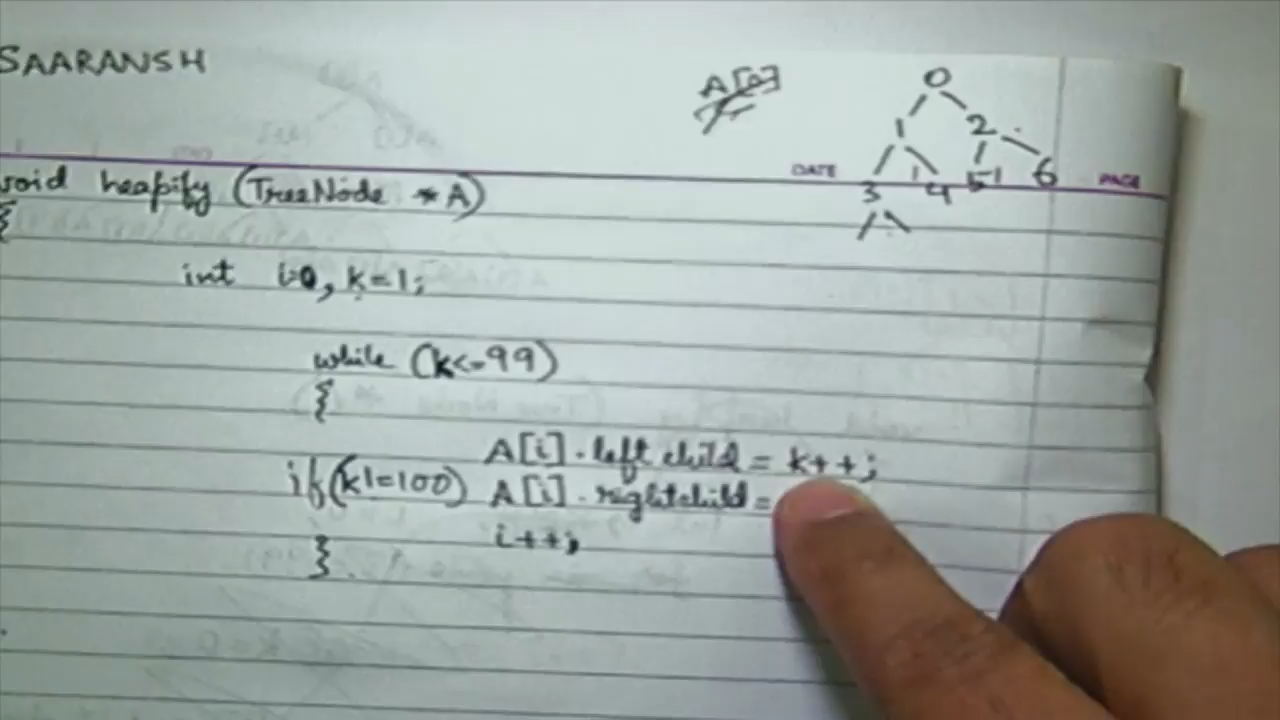 SAARANSH
A[0]
0
1 2
DATE
3 4 5 6
PAGE
void heapify (TreeNode *A)
{
int i=0, k=1;
while (k<=99)
{
A[i].leftchild = k++;
if(k!=100) A[i].rightchild =
i++;
}